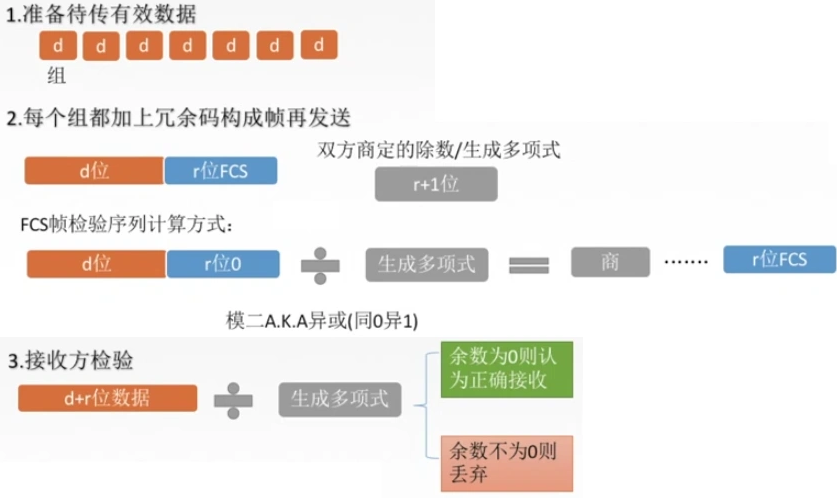 1.准备待传有效数据
d d d d d d d
组
2.每个组都加上冗余码构成帧再发送
双方商定的除数/生成多项式
d位 r位FCS
r+1位
FCS帧检验序列计算方式：
d位 r位0 生成多项式 商 ······· r位FCS
模二A.K.A异或(同0异1)
3.接收方检验
余数为0则认
为正确接收
d+r位数据 生成多项式
余数不为0则
丢弃